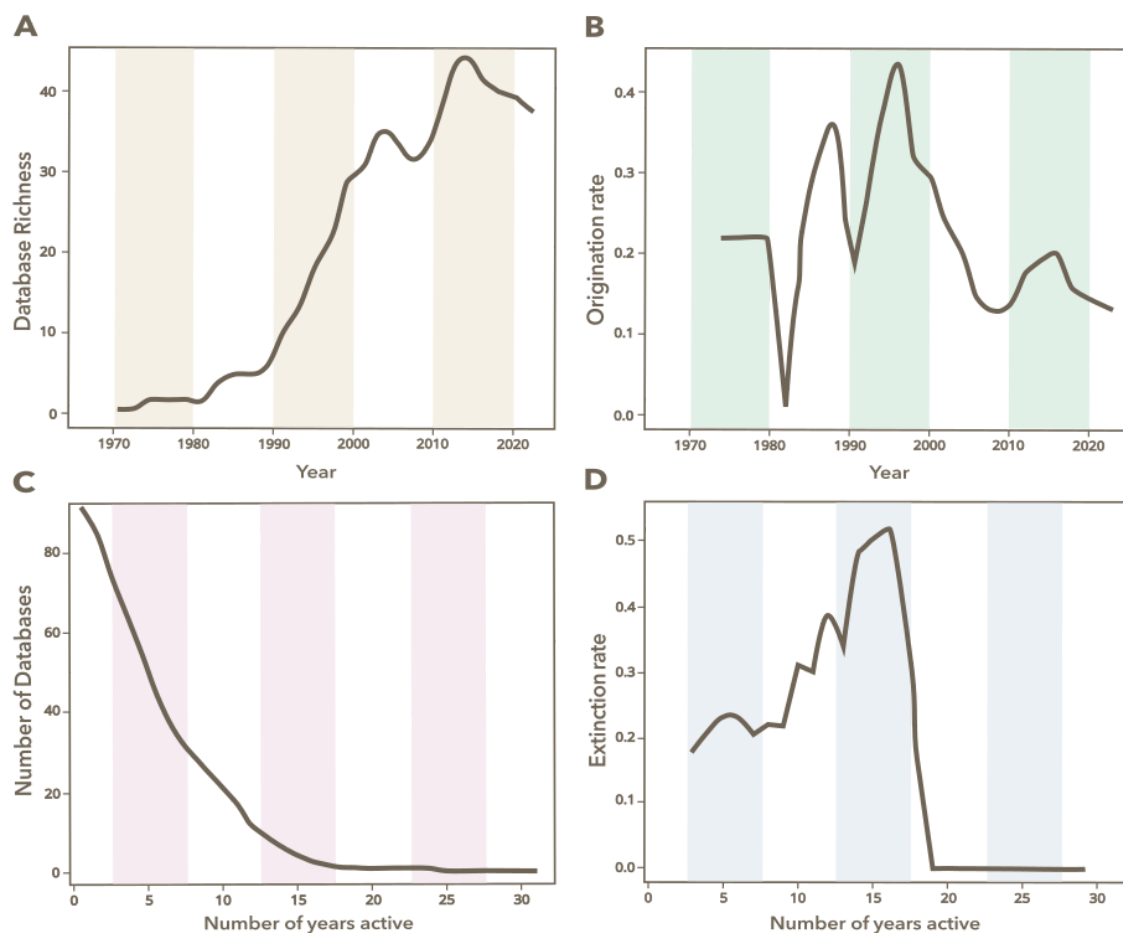 A
Database Richness
40
30
20
10
0
1970 1980 1990 2000 2010 2020
Year
B
Origination rate
0.4
0.3
0.2
0.1
0.0
1970 1980 1990 2000 2010 2020
Year
C
Number of Databases
80
60
40
20
0
0 5 10 15 20 25 30
Number of years active
D
Extinction rate
0.5
0.4
0.3
0.2
0.1
0.0
0 5 10 15 20 25 30
Number of years active